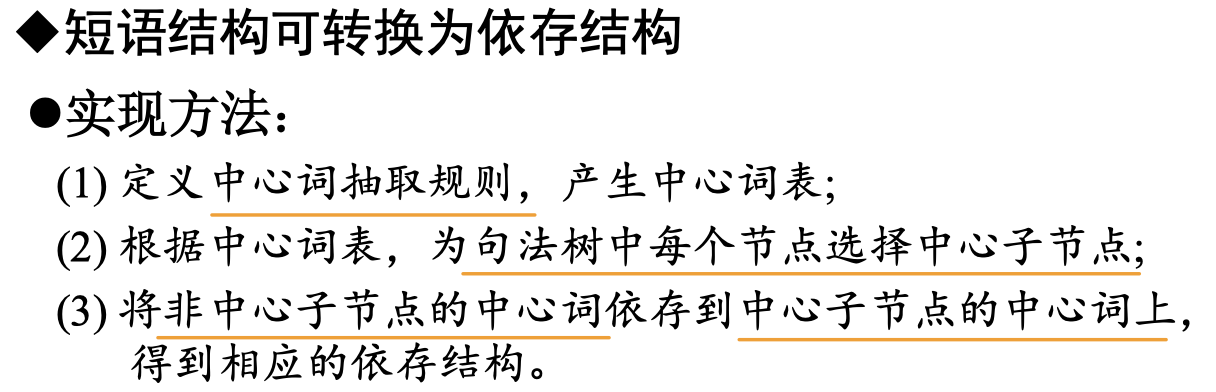 ◆短语结构可转换为依存结构
●实现方法：
(1) 定义中心词抽取规则，产生中心词表;
(2) 根据中心词表，为句法树中每个节点选择中心子节点;
(3) 将非中心子节点的中心词依存到中心子节点的中心词上，
得到相应的依存结构。